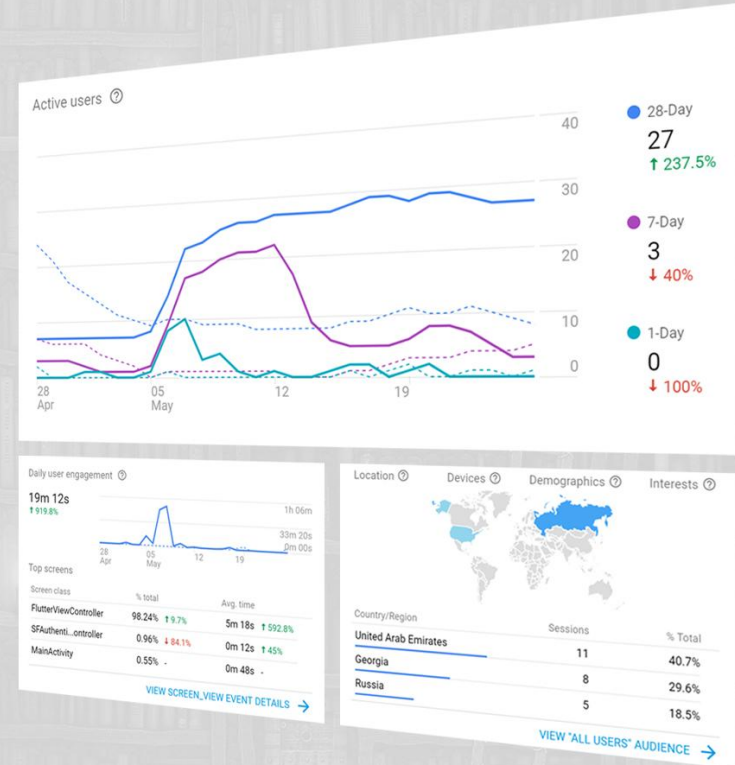 Active users ?
40
30
20
10
0
28
Apr
05
May
12
19
28-Day
27
↑ 237.5%
7-Day
3
↓ 40%
1-Day
0
↓ 100%
Daily user engagement ?
19m 12s
↑ 919.8%
1h 06m
33m 20s
0m 00s
28
Apr
05
May
12
19
Top screens
Screen class % total Avg. time
FlutterViewController 98.24% ↑ 9.7% 5m 18s ↑ 592.8%
SFAuthenti...ontroller 0.96% ↓ 84.1% 0m 12s ↑ 45%
MainActivity 0.55% - 0m 48s -
VIEW SCREEN_VIEW EVENT DETAILS →
Location ? Devices ? Demographics ? Interests ?
Country/Region Sessions % Total
United Arab Emirates 11 40.7%
Georgia 8 29.6%
Russia 5 18.5%
VIEW "ALL USERS" AUDIENCE →